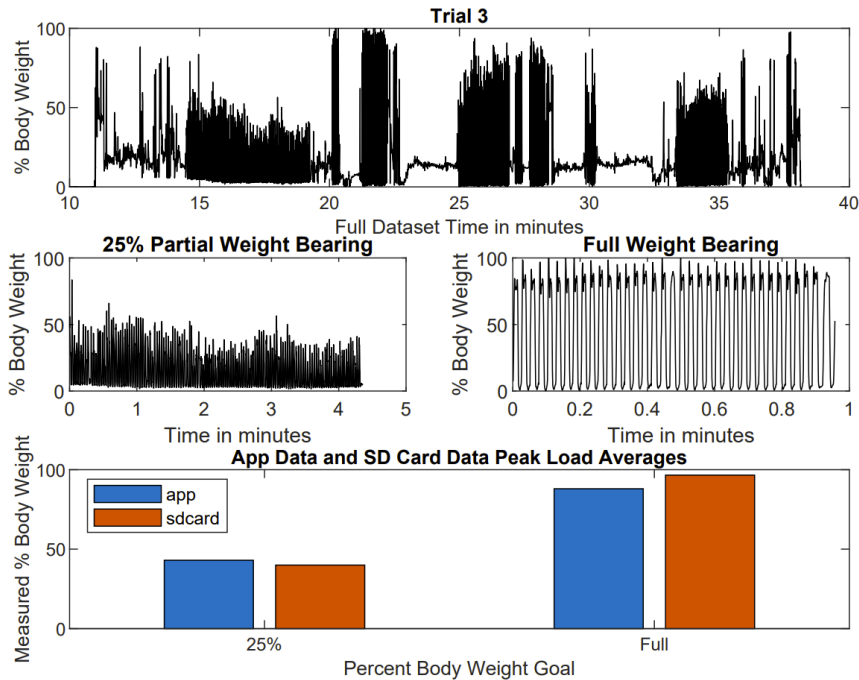 Trial 3
% Body Weight
100
50
0
10 15 20 25 30 35 40
Full Dataset Time in minutes
25% Partial Weight Bearing
% Body Weight
100
50
0
0 1 2 3 4 5
Time in minutes
Full Weight Bearing
% Body Weight
100
50
0
0 0.2 0.4 0.6 0.8 1
Time in minutes
App Data and SD Card Data Peak Load Averages
Measured % Body Weight
100
50
0
app
sdcard
25% Full
Percent Body Weight Goal